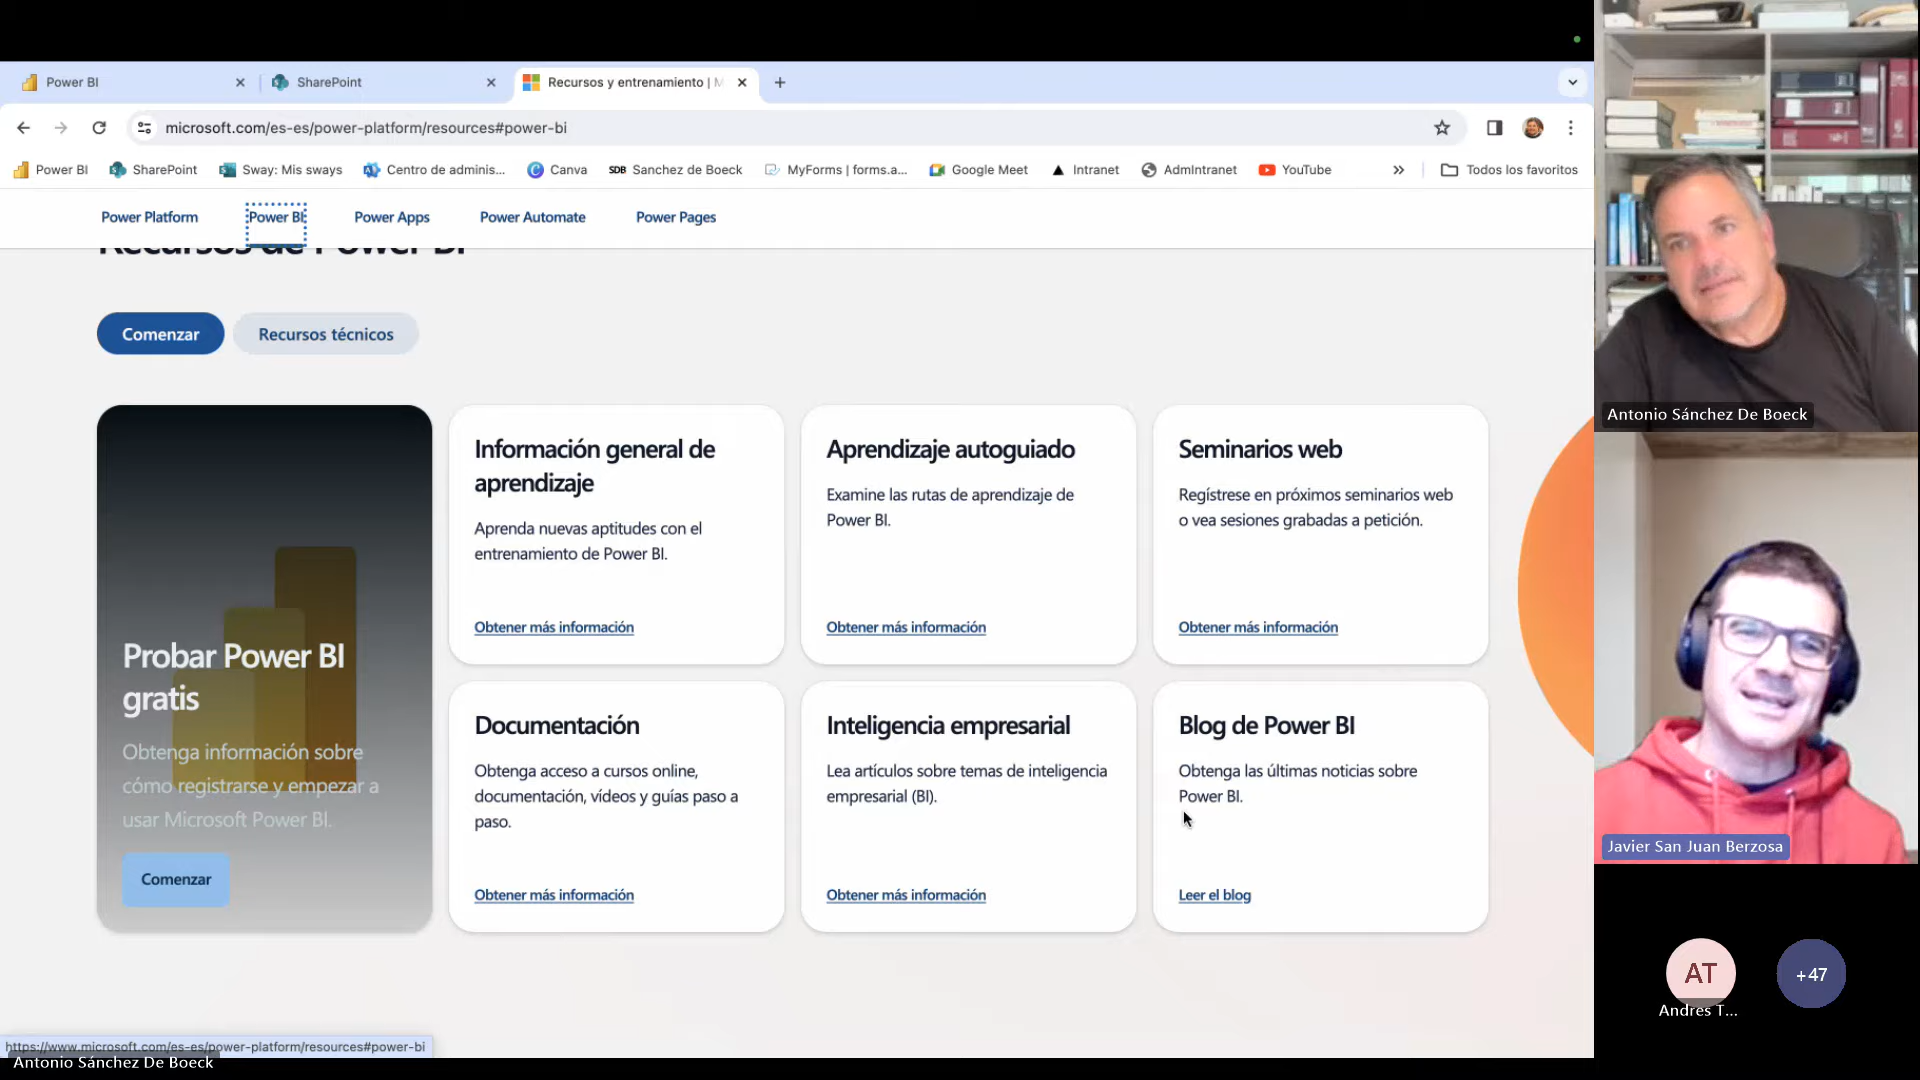 Power BI
SharePoint
Recursos y entrenamiento | M
microsoft.com/es-es/power-platform/resources#power-bi
Power BI
SharePoint
Sway: Mis sways
Centro de adminis...
Canva
SDB Sanchez de Boeck
MyForms | forms.a...
Google Meet
Intranet
AdmIntranet
YouTube
Todos los favoritos
Power Platform
Power BI
Power Apps
Power Automate
Power Pages
Recursos de Power BI
Comenzar
Recursos técnicos
Probar Power BI
gratis
Obtenga información sobre
cómo registrarse y empezar a
usar Microsoft Power BI.
Comenzar
Información general de
aprendizaje
Aprenda nuevas aptitudes con el
entrenamiento de Power BI.
Obtener más información
Aprendizaje autoguiado
Examine las rutas de aprendizaje de
Power BI.
Obtener más información
Seminarios web
Regístrese en próximos seminarios web
o vea sesiones grabadas a petición.
Obtener más información
Documentación
Obtenga acceso a cursos online,
documentación, vídeos y guías paso a
paso.
Obtener más información
Inteligencia empresarial
Lea artículos sobre temas de inteligencia
empresarial (BI).
Obtener más información
Blog de Power BI
Obtenga las últimas noticias sobre
Power BI.
Leer el blog
https://www.microsoft.com/es-es/power-platform/resources#power-bi
Antonio Sánchez De Boeck
Antonio Sánchez De Boeck
Javier San Juan Berzosa
AT
Andres T...
+47